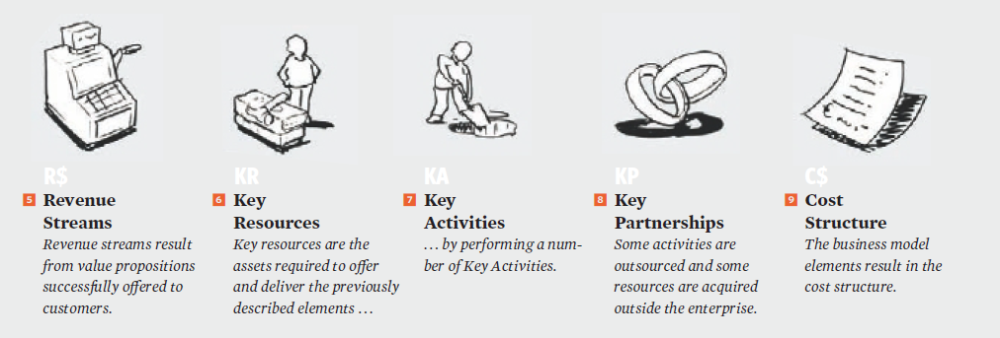 R$
5 Revenue
Streams
Revenue streams result
from value propositions
successfully offered to
customers.
KR
6 Key
Resources
Key resources are the
assets required to offer
and deliver the previously
described elements …
KA
7 Key
Activities
… by performing a num-
ber of Key Activities.
KP
8 Key
Partnerships
Some activities are
outsourced and some
resources are acquired
outside the enterprise.
C$
9 Cost
Structure
The business model
elements result in the
cost structure.